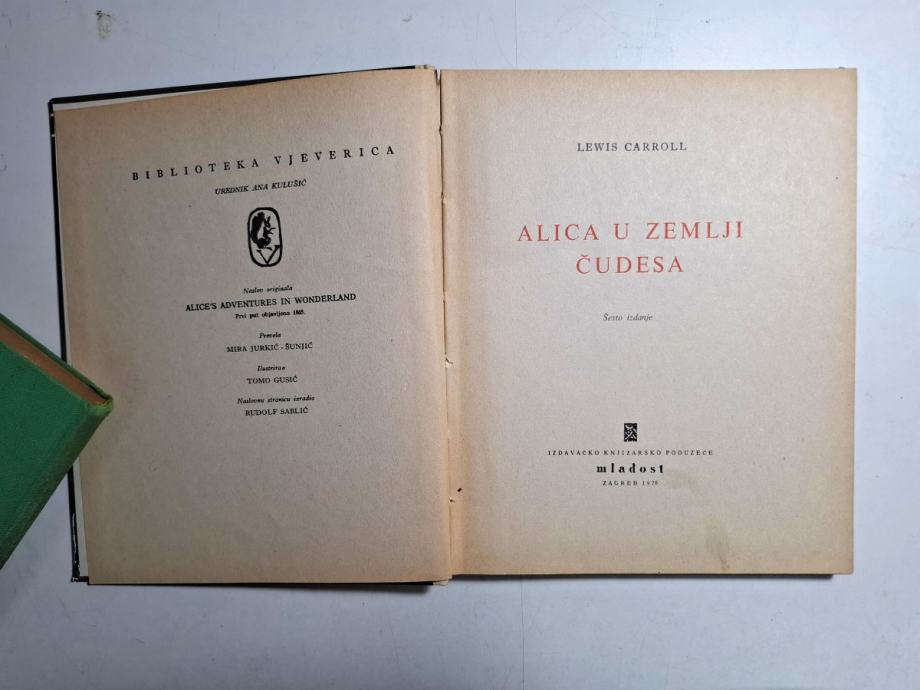 BIBLIOTEKA VJEVERICA
UREDNIK ANA KULUŠIĆ
V
Naslov originala
ALICE'S ADVENTURES IN WONDERLAND
Prvi put objavljeno 1865.
Prevela
MIRA JURKIĆ-ŠUNJIĆ
Ilustrirao
TOMO GUSIĆ
Naslovnu stranicu izradio
RUDOLF SABLIĆ
LEWIS CARROLL
ALICA U ZEMLJI
ČUDESA
Šesto izdanje
IZDAVAČKO KNJIŽARSKO PODUZEĆE
mladost
ZAGREB 1970